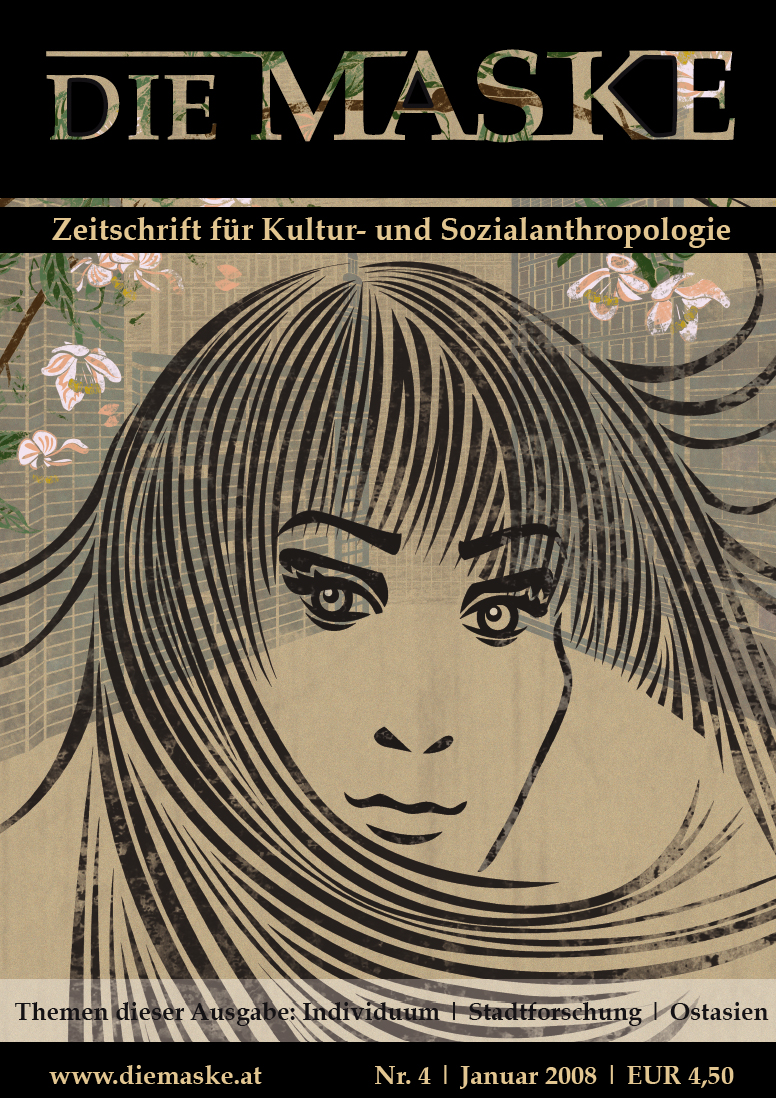 DIE MASKE
Zeitschrift für Kultur- und Sozialanthropologie
Themen dieser Ausgabe: Individuum | Stadtforschung | Ostasien
www.diemaske.at Nr. 4 | Januar 2008 | EUR 4,50